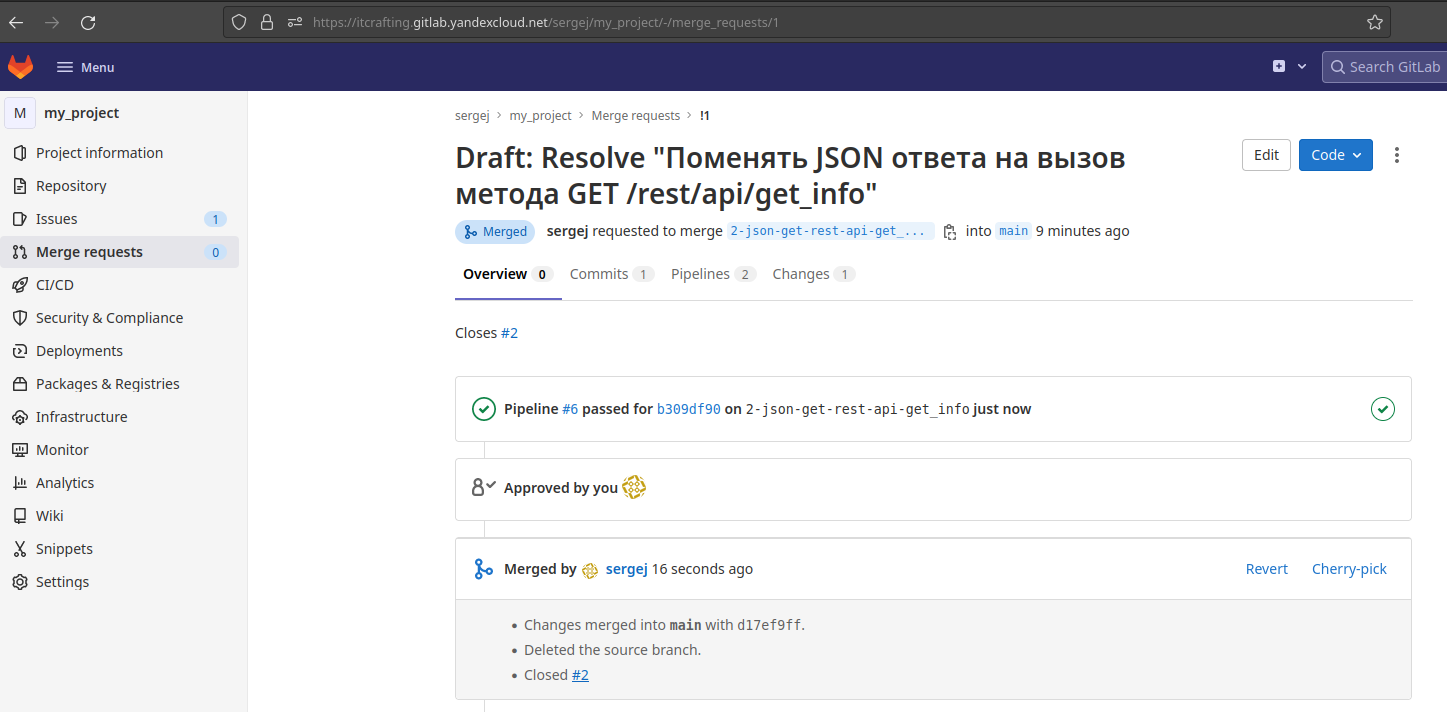 https://itcrafting.gitlab.yandexcloud.net/sergej/my_project/-/merge_requests/1
Menu
Search GitLab
M my_project
Project information
Repository
Issues 1
Merge requests 0
CI/CD
Security & Compliance
Deployments
Packages & Registries
Infrastructure
Monitor
Analytics
Wiki
Snippets
Settings
sergej > my_project > Merge requests > !1
Draft: Resolve "Поменять JSON ответа на вызов
метода GET /rest/api/get_info"
Edit
Code
Merged sergej requested to merge 2-json-get-rest-api-get_... into main 9 minutes ago
Overview 0 Commits 1 Pipelines 2 Changes 1
Closes #2
Pipeline #6 passed for b309df90 on 2-json-get-rest-api-get_info just now
Approved by you
Merged by sergej 16 seconds ago
Revert Cherry-pick
• Changes merged into main with d17ef9ff.
• Deleted the source branch.
• Closed #2